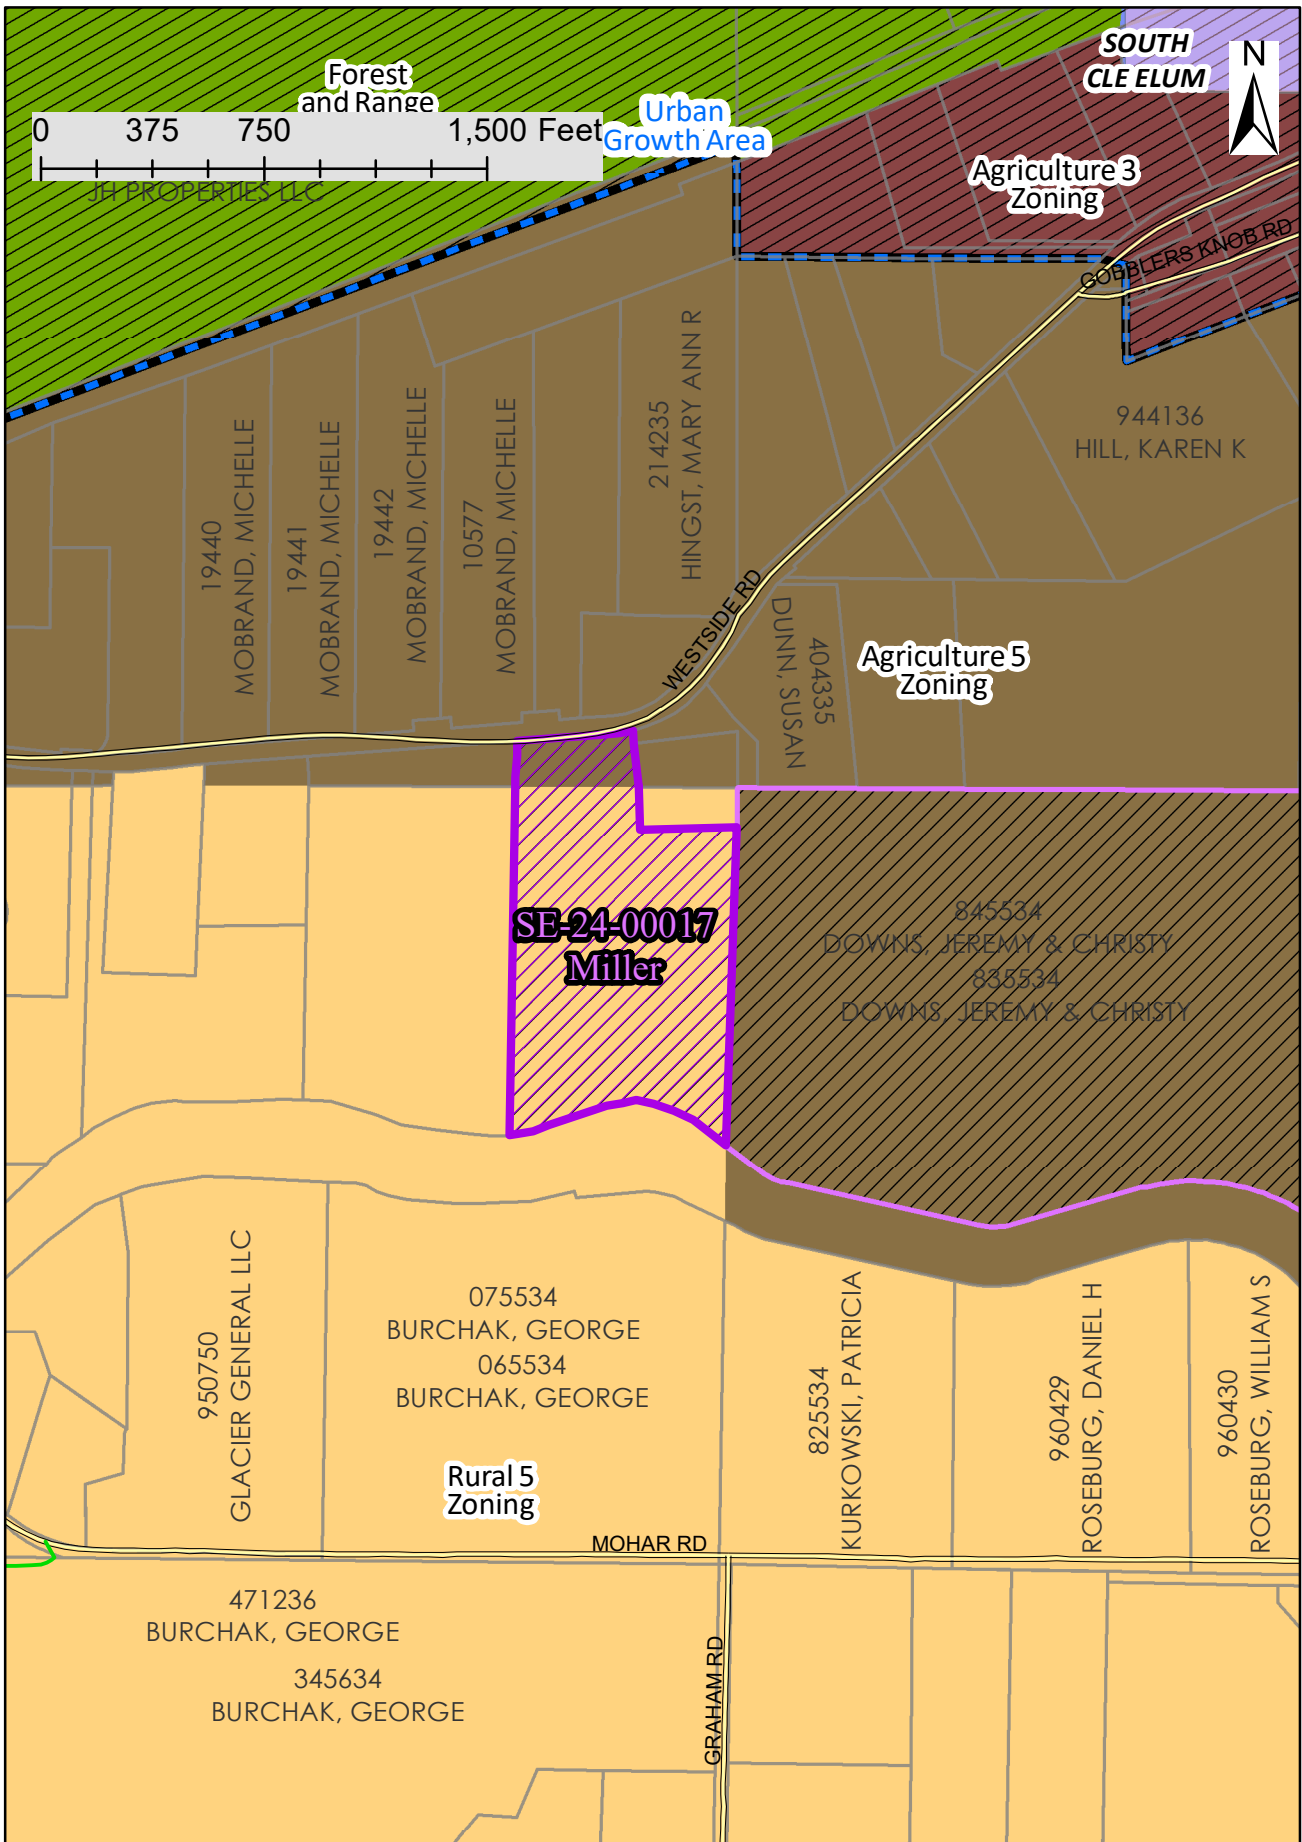 SOUTH
CLE ELUM
N
Forest
and Range
0 375 750 1,500 Feet
Urban
Growth Area
JH PROPERTIES LLC
Agriculture 3
Zoning
GOBBLERS KNOB RD
944136
HILL, KAREN K
19440
MOBRAND, MICHELLE
19441
MOBRAND, MICHELLE
19442
MOBRAND, MICHELLE
10577
MOBRAND, MICHELLE
214235
HINGST, MARY ANN R
WESTSIDE RD
404335
DUNN, SUSAN
Agriculture 5
Zoning
SE-24-00017
Miller
845534
DOWNS, JEREMY & CHRISTY
835534
DOWNS, JEREMY & CHRISTY
950750
GLACIER GENERAL LLC
075534
BURCHAK, GEORGE
065534
BURCHAK, GEORGE
825534
KURKOWSKI, PATRICIA
960429
ROSEBURG, DANIEL H
960430
ROSEBURG, WILLIAM S
Rural 5
Zoning
MOHAR RD
471236
BURCHAK, GEORGE
345634
BURCHAK, GEORGE
GRAHAM RD